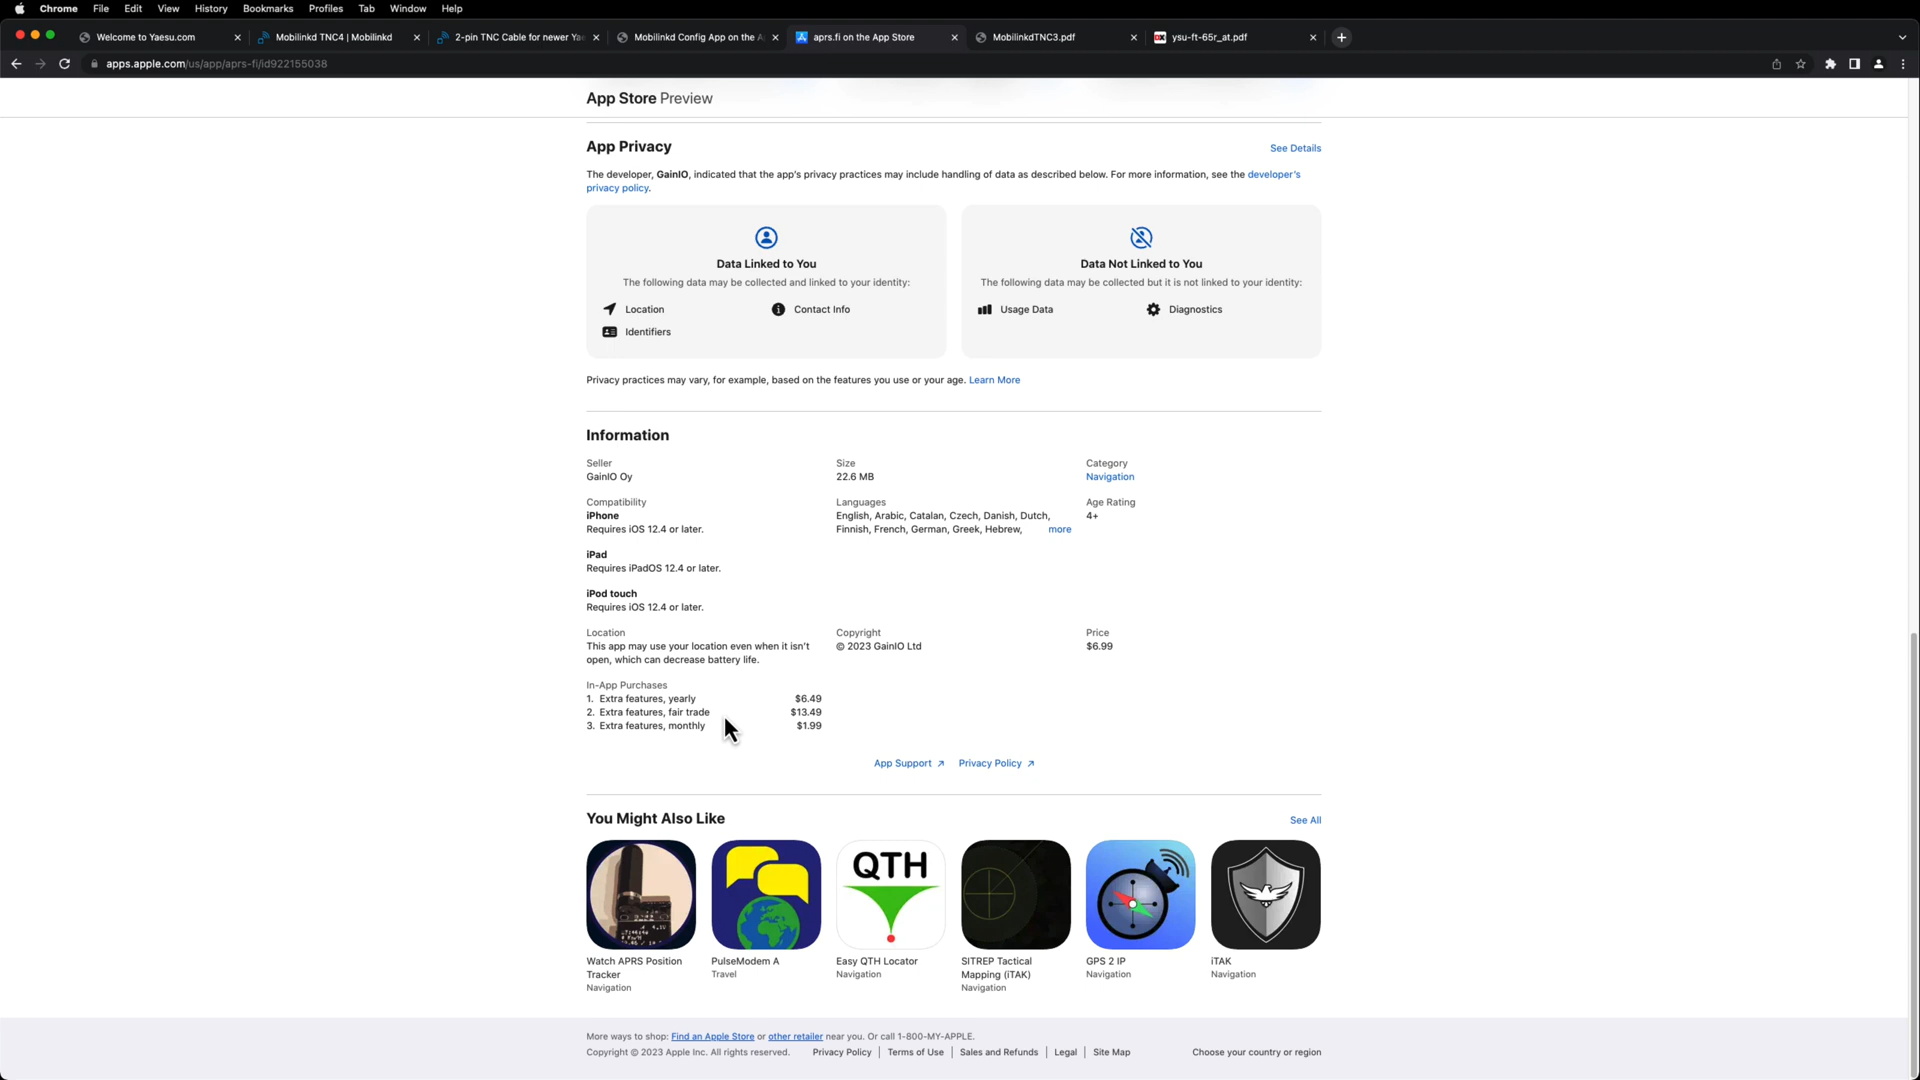 Chrome File Edit View History Bookmarks Profiles Tab Window Help
Welcome to Yaesu.com Mobilinkd TNC4 | Mobilinkd 2-pin TNC Cable for newer Yae Mobilinkd Config App on the A aprs.fi on the App Store MobilinkdTNC3.pdf ysu-ft-65r_at.pdf
apps.apple.com/us/app/aprs-fi/id922155038
App Store Preview
App Privacy See Details
The developer, GainIO, indicated that the app's privacy practices may include handling of data as described below. For more information, see the developer's
privacy policy.
Data Linked to You
The following data may be collected and linked to your identity:
Location Contact Info
Identifiers
Data Not Linked to You
The following data may be collected but it is not linked to your identity:
Usage Data Diagnostics
Privacy practices may vary, for example, based on the features you use or your age. Learn More
Information
Seller
GainIO Oy
Size
22.6 MB
Category
Navigation
Compatibility
iPhone
Requires iOS 12.4 or later.
iPad
Requires iPadOS 12.4 or later.
iPod touch
Requires iOS 12.4 or later.
Languages
English, Arabic, Catalan, Czech, Danish, Dutch,
Finnish, French, German, Greek, Hebrew, more
Age Rating
4+
Location
This app may use your location even when it isn't
open, which can decrease battery life.
Copyright
© 2023 GainIO Ltd
Price
$6.99
In-App Purchases
1. Extra features, yearly $6.49
2. Extra features, fair trade $13.49
3. Extra features, monthly $1.99
App Support Privacy Policy
You Might Also Like See All
QTH
Watch APRS Position
Tracker
Navigation
PulseModem A
Travel
Easy QTH Locator
Navigation
SITREP Tactical
Mapping (iTAK)
Navigation
GPS 2 IP
Navigation
iTAK
Navigation
More ways to shop: Find an Apple Store or other retailer near you. Or call 1-800-MY-APPLE.
Copyright © 2023 Apple Inc. All rights reserved. Privacy Policy | Terms of Use | Sales and Refunds | Legal | Site Map Choose your country or region